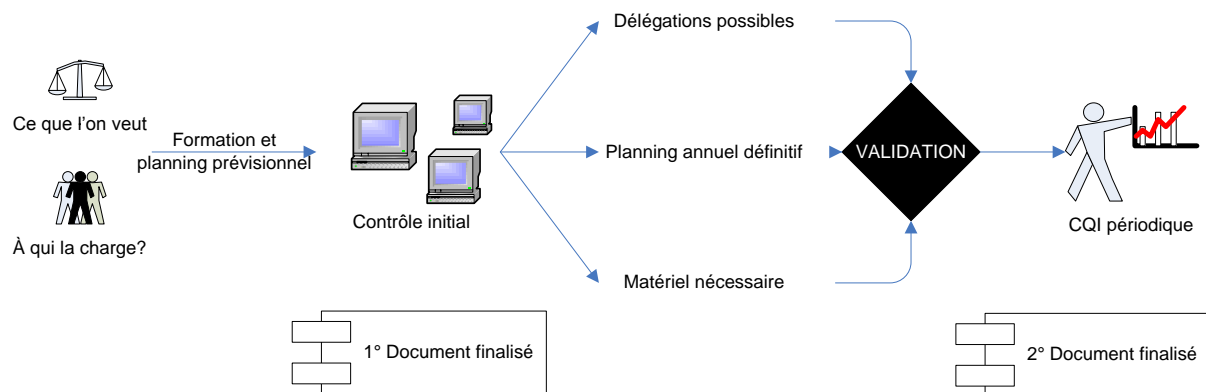 Ce que l'on veut
À qui la charge?
Formation et
planning prévisionnel
Contrôle initial
Délégations possibles
Planning annuel définitif
Matériel nécessaire
VALIDATION
CQI périodique
1° Document finalisé
2° Document finalisé